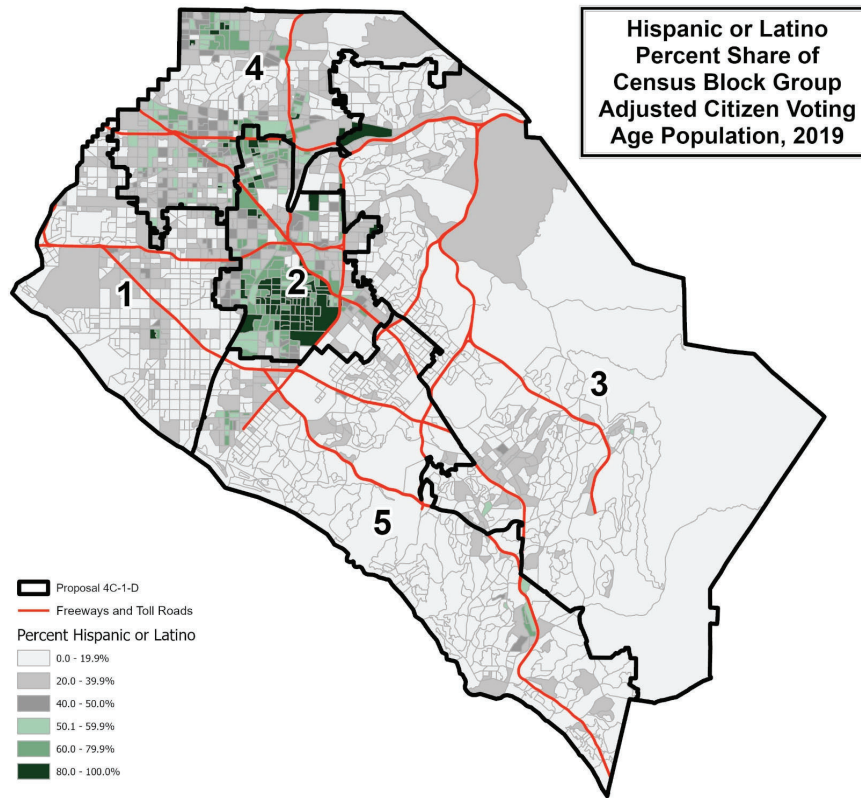 Hispanic or Latino
Percent Share of
Census Block Group
Adjusted Citizen Voting
Age Population, 2019
4
2
1
3
5
Proposal 4C-1-D
Freeways and Toll Roads
Percent Hispanic or Latino
0.0 - 19.9%
20.0 - 39.9%
40.0 - 50.0%
50.1 - 59.9%
60.0 - 79.9%
80.0 - 100.0%